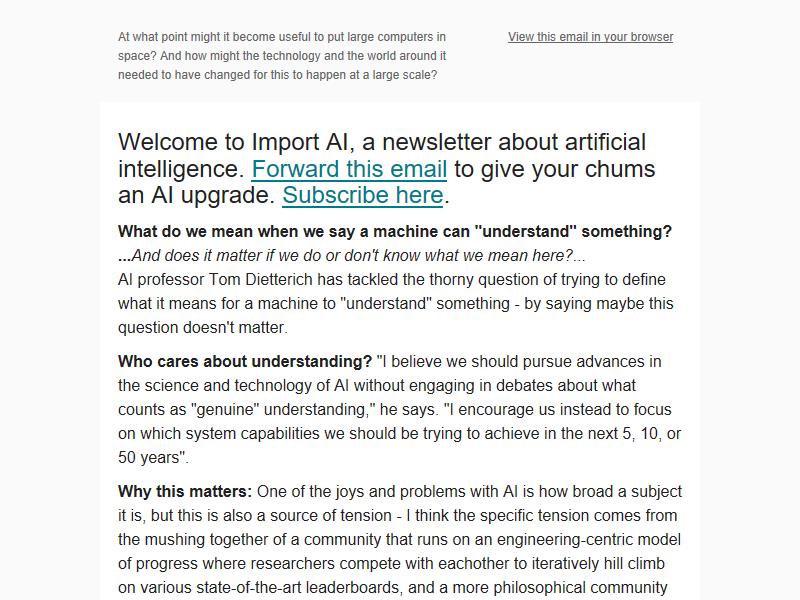 At what point might it become useful to put large computers in
space? And how might the technology and the world around it
needed to have changed for this to happen at a large scale?
View this email in your browser
Welcome to Import AI, a newsletter about artificial
intelligence. Forward this email to give your chums
an AI upgrade. Subscribe here.
What do we mean when we say a machine can "understand" something?
...And does it matter if we do or don't know what we mean here?...
AI professor Tom Dietterich has tackled the thorny question of trying to define
what it means for a machine to "understand" something - by saying maybe this
question doesn't matter.
Who cares about understanding? "I believe we should pursue advances in
the science and technology of AI without engaging in debates about what
counts as "genuine" understanding," he says. "I encourage us instead to focus
on which system capabilities we should be trying to achieve in the next 5, 10, or
50 years".
Why this matters: One of the joys and problems with AI is how broad a subject
it is, but this is also a source of tension - I think the specific tension comes from
the mushing together of a community that runs on an engineering-centric model
of progress where researchers compete with eachother to iteratively hill climb
on various state-of-the-art leaderboards, and a more philosophical community